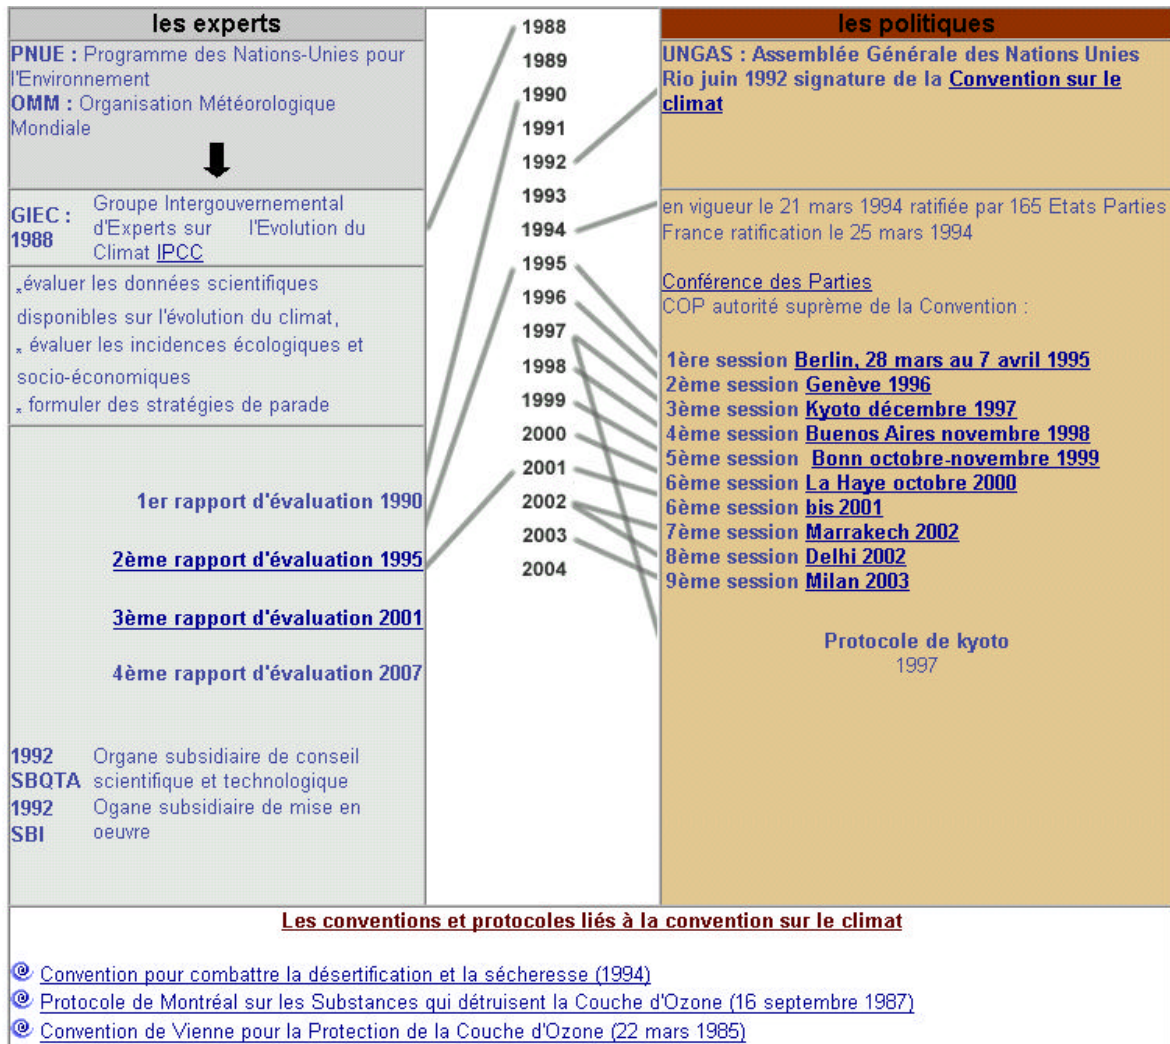 les experts
PNUE : Programme des Nations-Unies pour
l'Environnement
OMM : Organisation Météorologique
Mondiale
GIEC :
1988
Groupe Intergouvernemental
d'Experts sur l'Evolution du
Climat IPCC
*évaluer les données scientifiques
disponibles sur l'évolution du climat,
* évaluer les incidences écologiques et
socio-économiques
* formuler des stratégies de parade
1er rapport d'évaluation 1990
2ème rapport d'évaluation 1995
3ème rapport d'évaluation 2001
4ème rapport d'évaluation 2007
1992 Organe subsidiaire de conseil
SBQTA scientifique et technologique
1992 Ogane subsidiaire de mise en
SBI oeuvre
1988
1989
1990
1991
1992
1993
1994
1995
1996
1997
1998
1999
2000
2001
2002
2003
2004
les politiques
UNGAS : Assemblée Générale des Nations Unies
Rio juin 1992 signature de la Convention sur le
climat
en vigueur le 21 mars 1994 ratifiée par 165 Etats Parties
France ratification le 25 mars 1994
Conférence des Parties
COP autorité suprème de la Convention :
1ère session Berlin, 28 mars au 7 avril 1995
2ème session Genève 1996
3ème session Kyoto décembre 1997
4ème session Buenos Aires novembre 1998
5ème session Bonn octobre-novembre 1999
6ème session La Haye octobre 2000
6ème session bis 2001
7ème session Marrakech 2002
8ème session Delhi 2002
9ème session Milan 2003
Protocole de kyoto
1997
Les conventions et protocoles liés à la convention sur le climat
Convention pour combattre la désertification et la sécheresse (1994)
Protocole de Montréal sur les Substances qui détruisent la Couche d'Ozone (16 septembre 1987)
Convention de Vienne pour la Protection de la Couche d'Ozone (22 mars 1985)